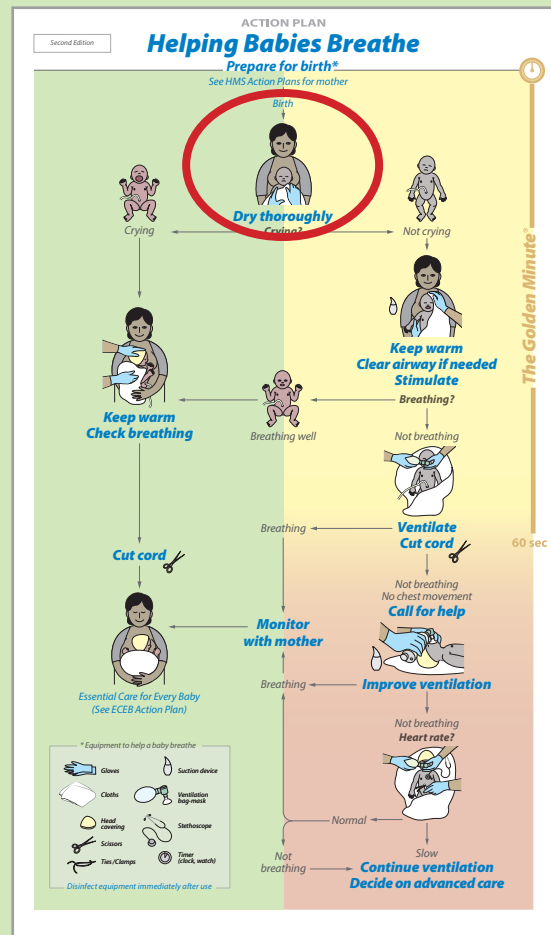 ACTION PLAN
Second Edition
Helping Babies Breathe
Prepare for birth*
See HMS Action Plans for mother
Birth
Dry thoroughly
Crying?
Crying
Not crying
The Golden Minute®
Keep warm
Clear airway if needed
Stimulate
Breathing?
Keep warm
Check breathing
Breathing well
Not breathing
Breathing
Ventilate
Cut cord
60 sec
Cut cord
Not breathing
No chest movement
Call for help
Monitor
with mother
Essential Care for Every Baby
(See ECEB Action Plan)
Breathing
Improve ventilation
Not breathing
Heart rate?
* Equipment to help a baby breathe
Gloves
Suction device
Cloths
Ventilation
bag-mask
Head
covering
Stethoscope
Scissors
Ties/Clamps
Timer
(clock, watch)
Disinfect equipment immediately after use
Normal
Not
breathing
Slow
Continue ventilation
Decide on advanced care